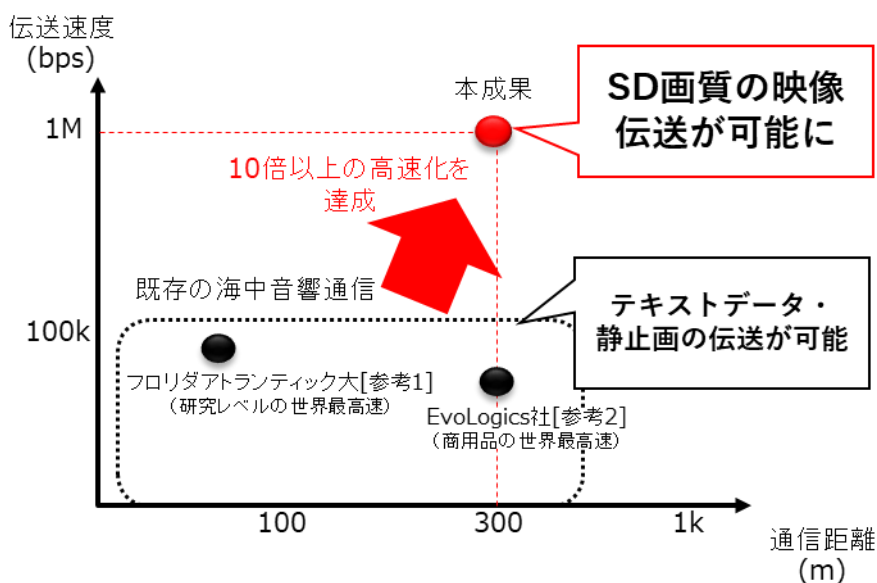 伝送速度
(bps)
本成果
SD画質の映像
伝送が可能に
1M
10倍以上の高速化を
達成
既存の海中音響通信
テキストデータ・
静止画の伝送が可能
100k
フロリダアトランティック大[参考1]
(研究レベルの世界最高速)
EvoLogics社[参考2]
(商用品の世界最高速)
100
300
1k
通信距離
(m)